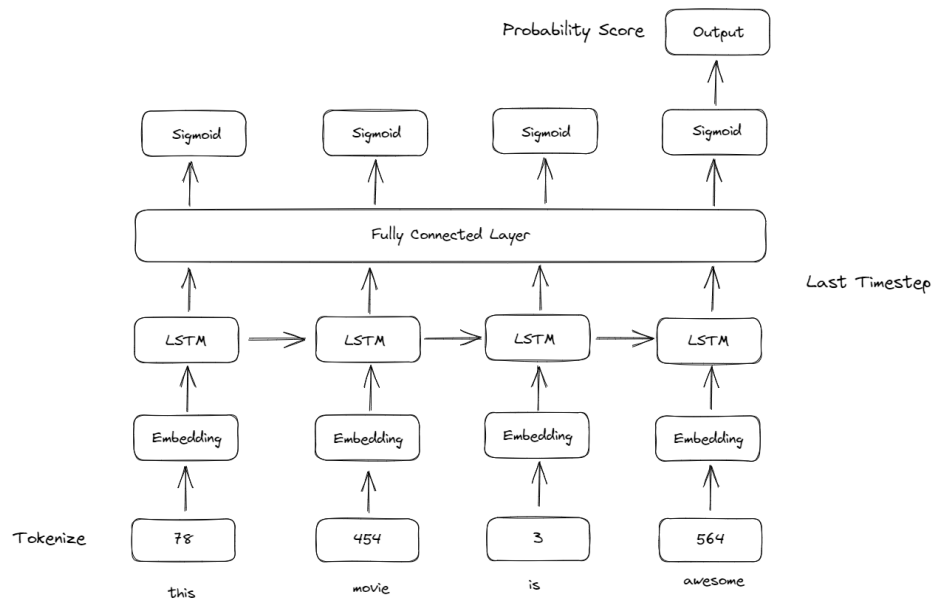 Probability Score
Output
Sigmoid
Sigmoid
Sigmoid
Sigmoid
Fully Connected Layer
Last Timestep
LSTM
LSTM
LSTM
LSTM
Embedding
Embedding
Embedding
Embedding
Tokenize
78
454
3
564
this
movie
is
awesome